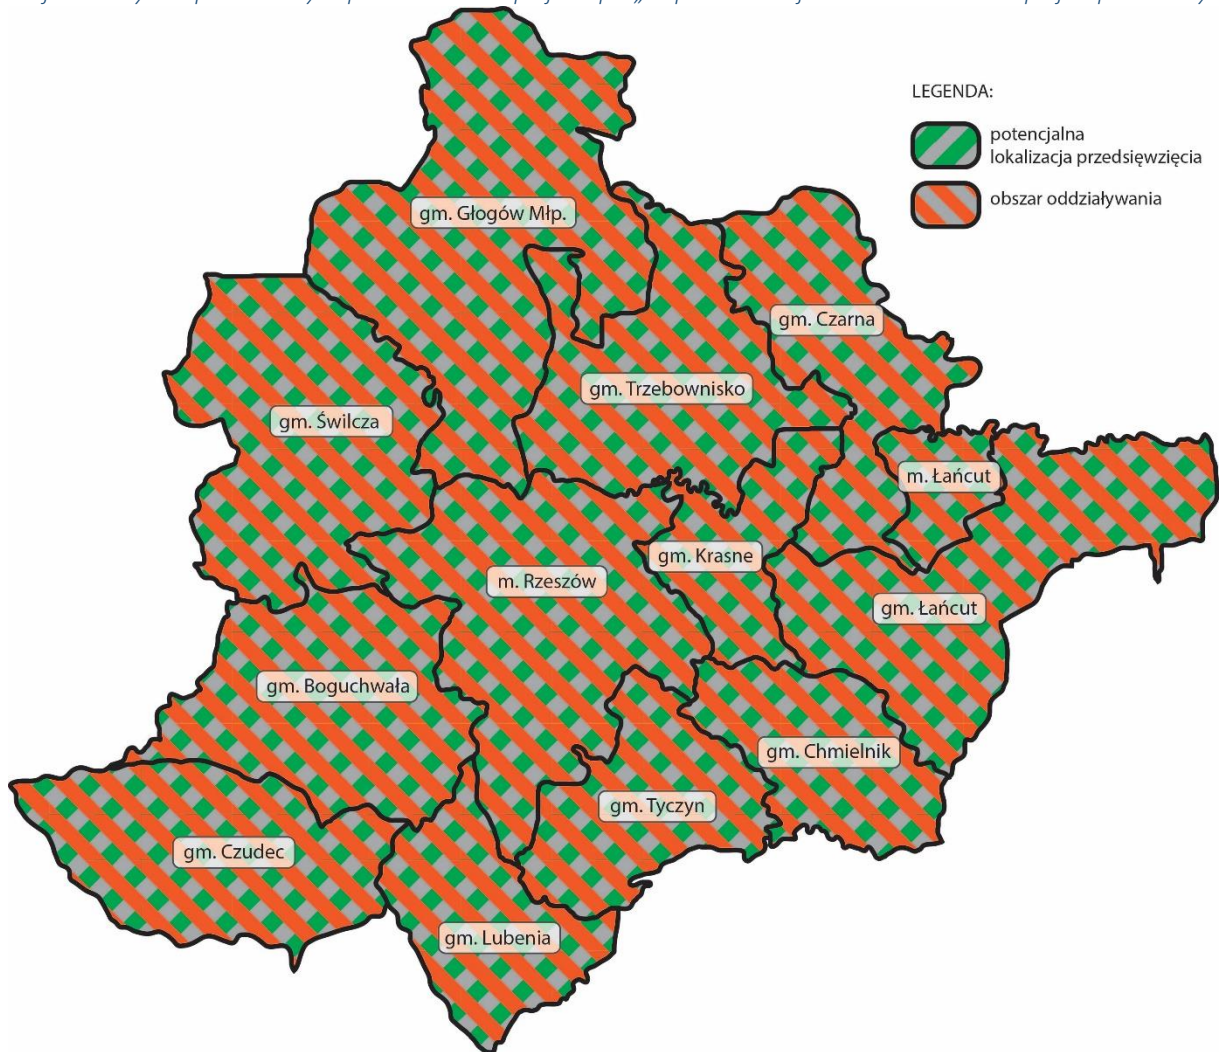 LEGENDA:
potencjalna
lokalizacja przedsięwzięcia
obszar oddziaływania
gm. Głogów Młp.
gm. Czarna
gm. Trzebownisko
gm. Świlcza
m. Łańcut
gm. Krasne
m. Rzeszów
gm. Łańcut
gm. Boguchwała
gm. Chmielnik
gm. Tyczyn
gm. Czudec
gm. Lubenia